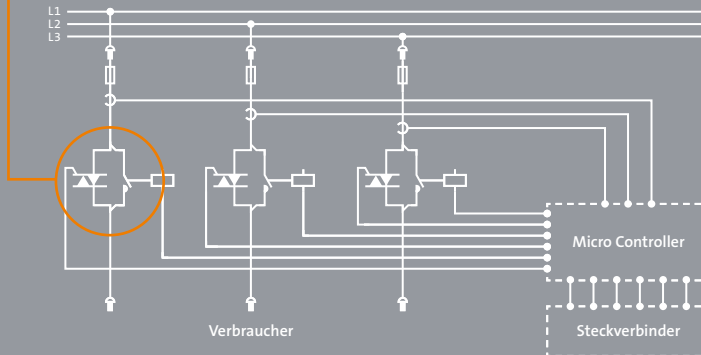 L1
L2
L3
Micro Controller
Verbraucher
Steckverbinder